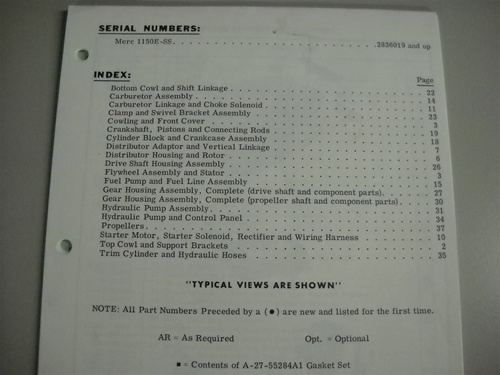 SERIAL NUMBERS:
Merc 1150E-SS. . . . . . . . . . . . . . . . . . . . . . .2836019 and up
INDEX:
Page
Bottom Cowl and Shift Linkage . . . . . . . . . . . . . . . 22
Carburetor Assembly . . . . . . . . . . . . . . . . . . . . 14
Carburetor Linkage and Choke Solenoid . . . . . . . . . . . 11
Clamp and Swivel Bracket Assembly . . . . . . . . . . . . . 23
Cowling and Front Cover . . . . . . . . . . . . . . . . . . 3
Crankshaft, Pistons and Connecting Rods . . . . . . . . . . 19
Cylinder Block and Crankcase Assembly . . . . . . . . . . . 18
Distributor Adaptor and Vertical Linkage . . . . . . . . . 7
Distributor Housing and Rotor . . . . . . . . . . . . . . . 6
Drive Shaft Housing Assembly . . . . . . . . . . . . . . . 26
Flywheel Assembly and Stator . . . . . . . . . . . . . . . 3
Fuel Pump and Fuel Line Assembly . . . . . . . . . . . . . 15
Gear Housing Assembly, Complete (drive shaft and component parts). . . . . 27
Gear Housing Assembly, Complete (propeller shaft and component parts) . . . . 30
Hydraulic Pump Assembly. . . . . . . . . . . . . . . . . . 31
Hydraulic Pump and Control Panel . . . . . . . . . . . . . 34
Propellers. . . . . . . . . . . . . . . . . . . . . . . . 37
Starter Motor, Starter Solenoid, Rectifier and Wiring Harness . . . . . . . 10
Top Cowl and Support Brackets . . . . . . . . . . . . . . . 2
Trim Cylinder and Hydraulic Hoses . . . . . . . . . . . . . 35
"TYPICAL VIEWS ARE SHOWN"
NOTE: All Part Numbers Preceded by a (●) are new and listed for the first time.
AR = As Required Opt. = Optional
■ = Contents of A-27-55284A1 Gasket Set